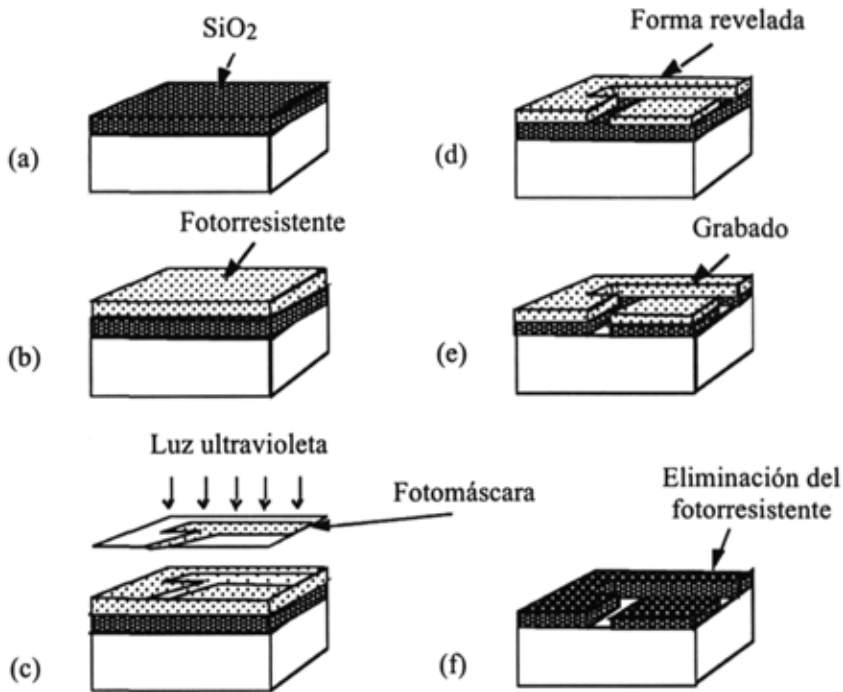 SiO2
(a)
Fotorresistente
(b)
Luz ultravioleta
Fotomáscara
(c)
Forma revelada
(d)
Grabado
(e)
Eliminación del
fotorresistente
(f)